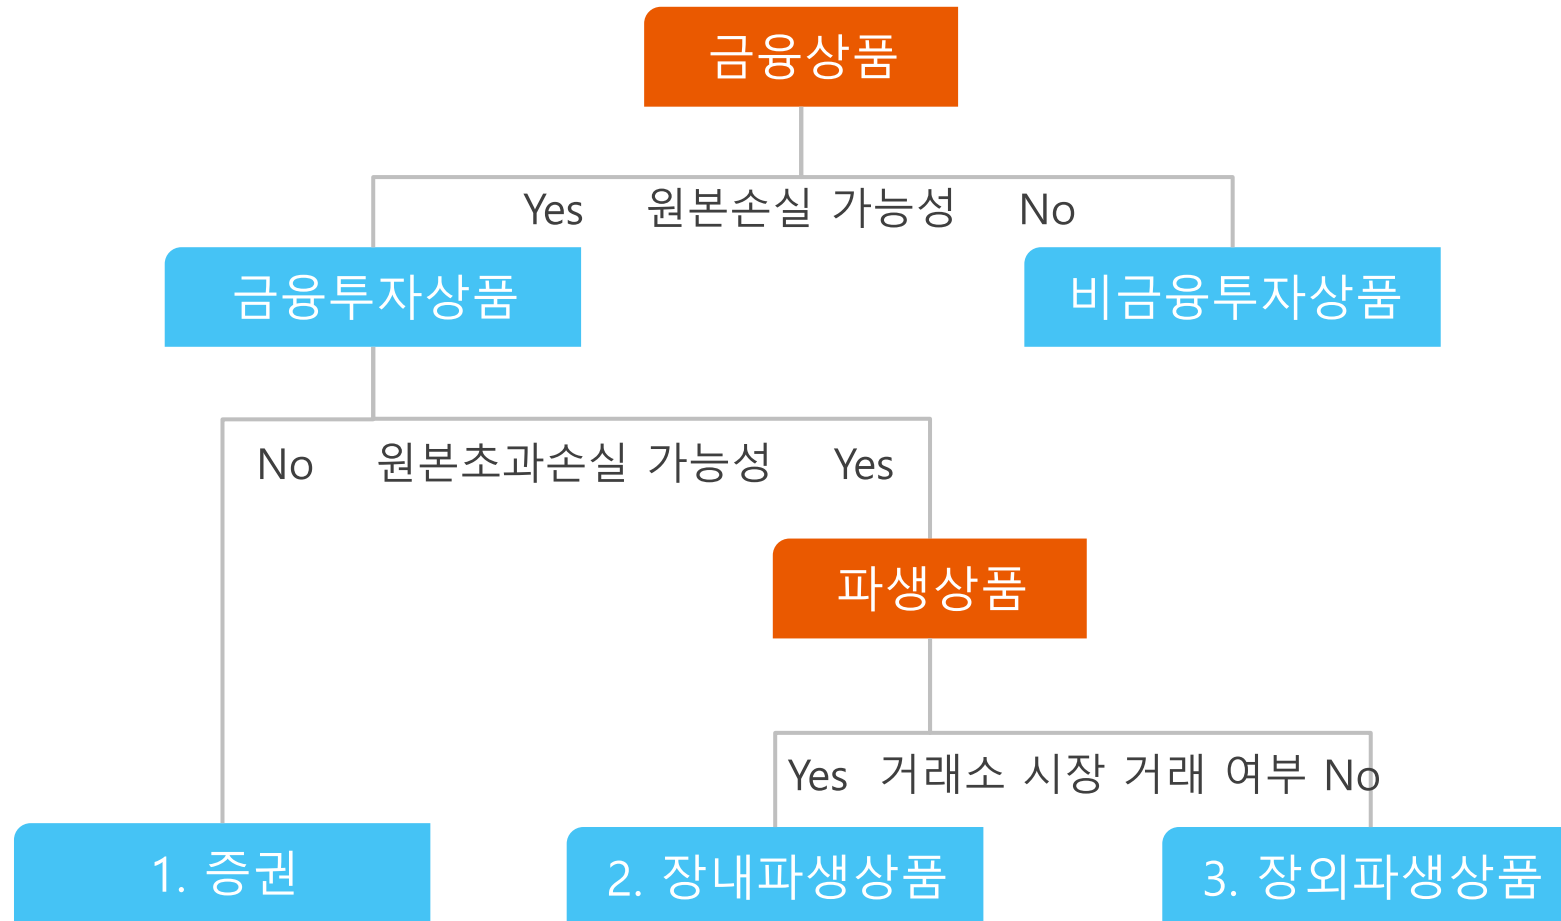 금융상품
Yes 원본손실 가능성 No
금융투자상품
비금융투자상품
No 원본초과손실 가능성 Yes
파생상품
Yes 거래소 시장 거래 여부 No
1. 증권
2. 장내파생상품
3. 장외파생상품